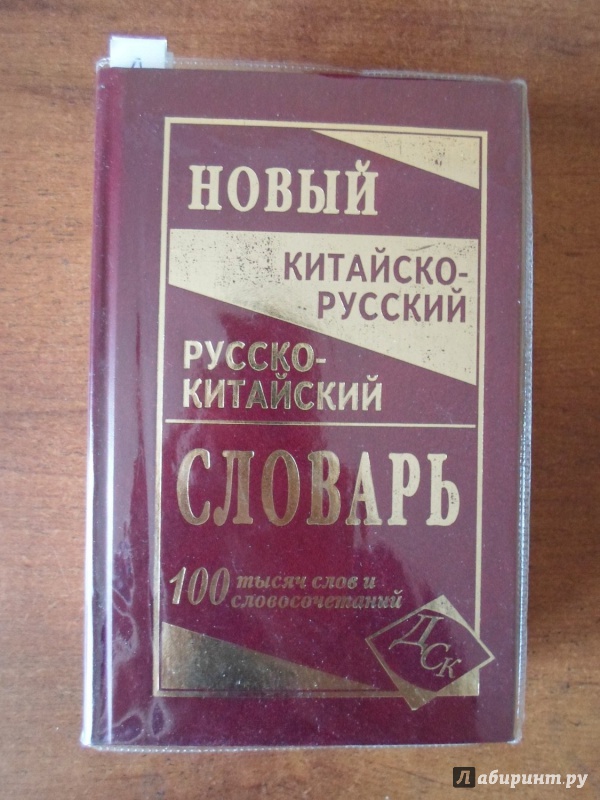 НОВЫЙ
КИТАЙСКО-
РУССКИЙ
РУССКО-
КИТАЙСКИЙ
СЛОВАРЬ
100 тысяч слов и
словосочетаний
ДСК
Лабиринт.ру